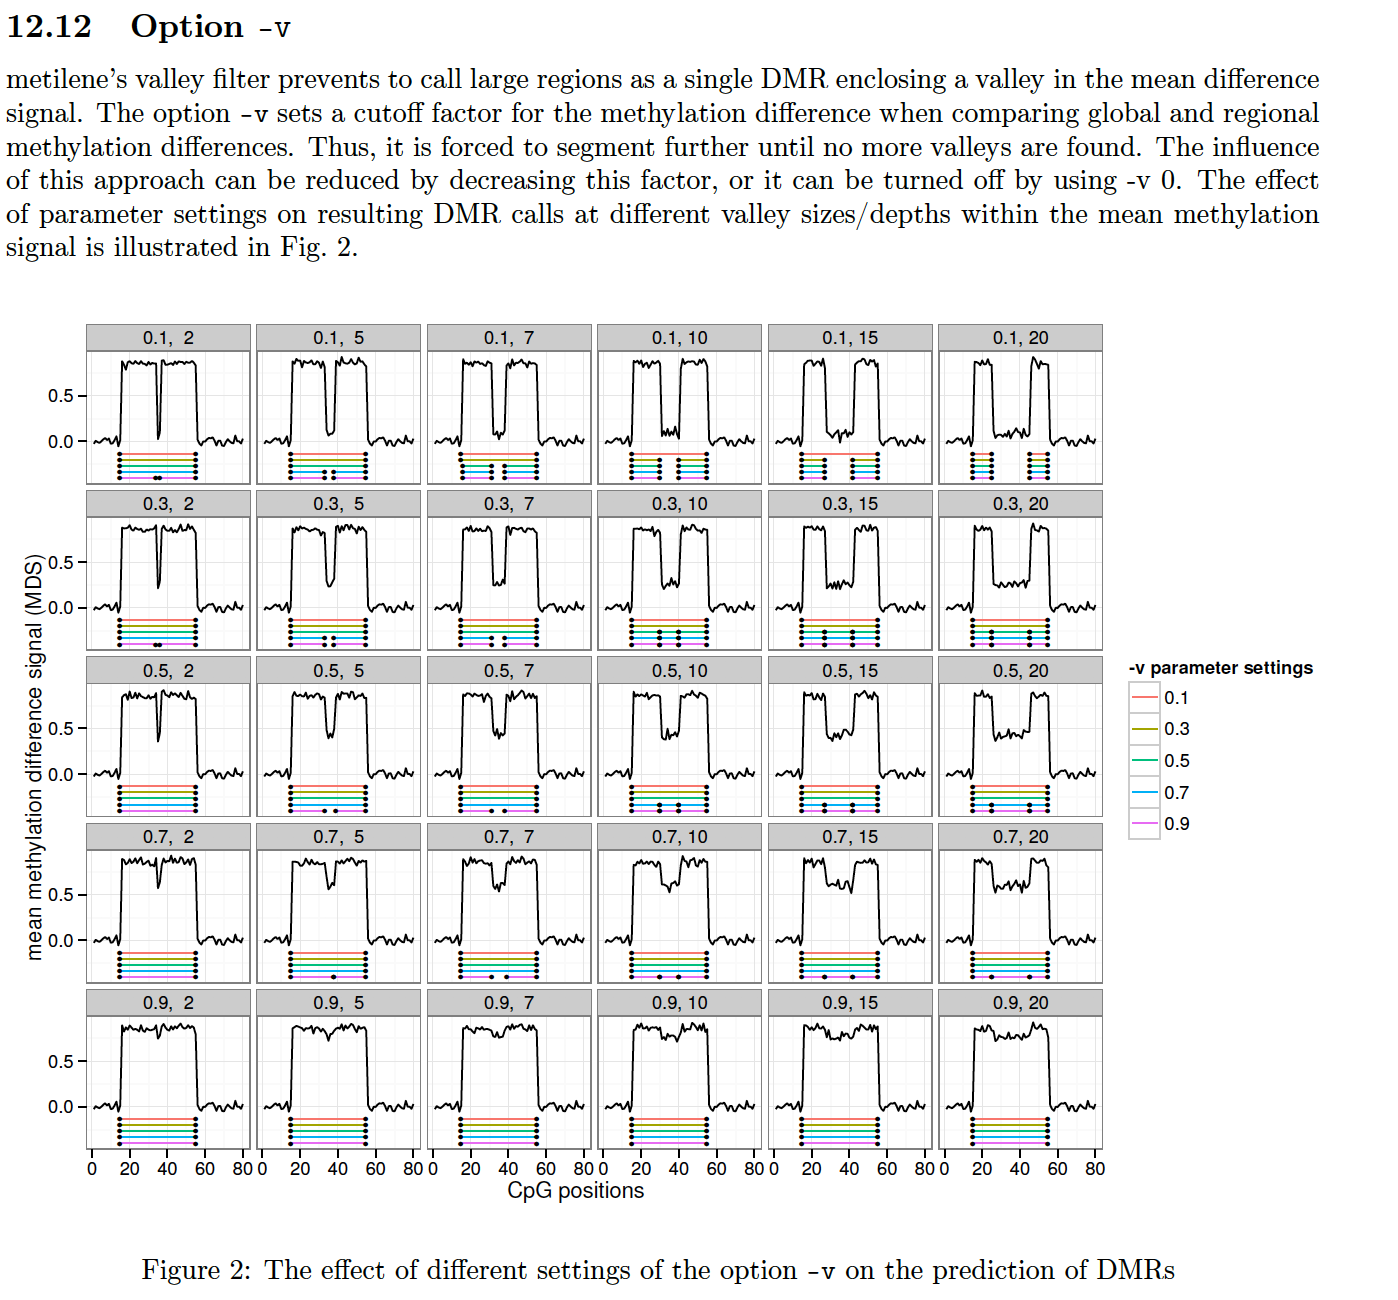 12.12 Option -v
metilene's valley filter prevents to call large regions as a single DMR enclosing a valley in the mean difference
signal. The option -v sets a cutoff factor for the methylation difference when comparing global and regional
methylation differences. Thus, it is forced to segment further until no more valleys are found. The influence
of this approach can be reduced by decreasing this factor, or it can be turned off by using -v 0. The effect
of parameter settings on resulting DMR calls at different valley sizes/depths within the mean methylation
signal is illustrated in Fig. 2.
0.1, 2 0.1, 5 0.1, 7 0.1, 10 0.1, 15 0.1, 20
0.5
0.0
0.3, 2 0.3, 5 0.3, 7 0.3, 10 0.3, 15 0.3, 20
0.5
0.0
0.5, 2 0.5, 5 0.5, 7 0.5, 10 0.5, 15 0.5, 20
0.5
0.0
0.7, 2 0.7, 5 0.7, 7 0.7, 10 0.7, 15 0.7, 20
0.5
0.0
0.9, 2 0.9, 5 0.9, 7 0.9, 10 0.9, 15 0.9, 20
0.5
0.0
0 20 40 60 80 0 20 40 60 80 0 20 40 60 80 0 20 40 60 80 0 20 40 60 80 0 20 40 60 80
CpG positions
mean methylation difference signal (MDS)
-v parameter settings
0.1
0.3
0.5
0.7
0.9
Figure 2: The effect of different settings of the option -v on the prediction of DMRs